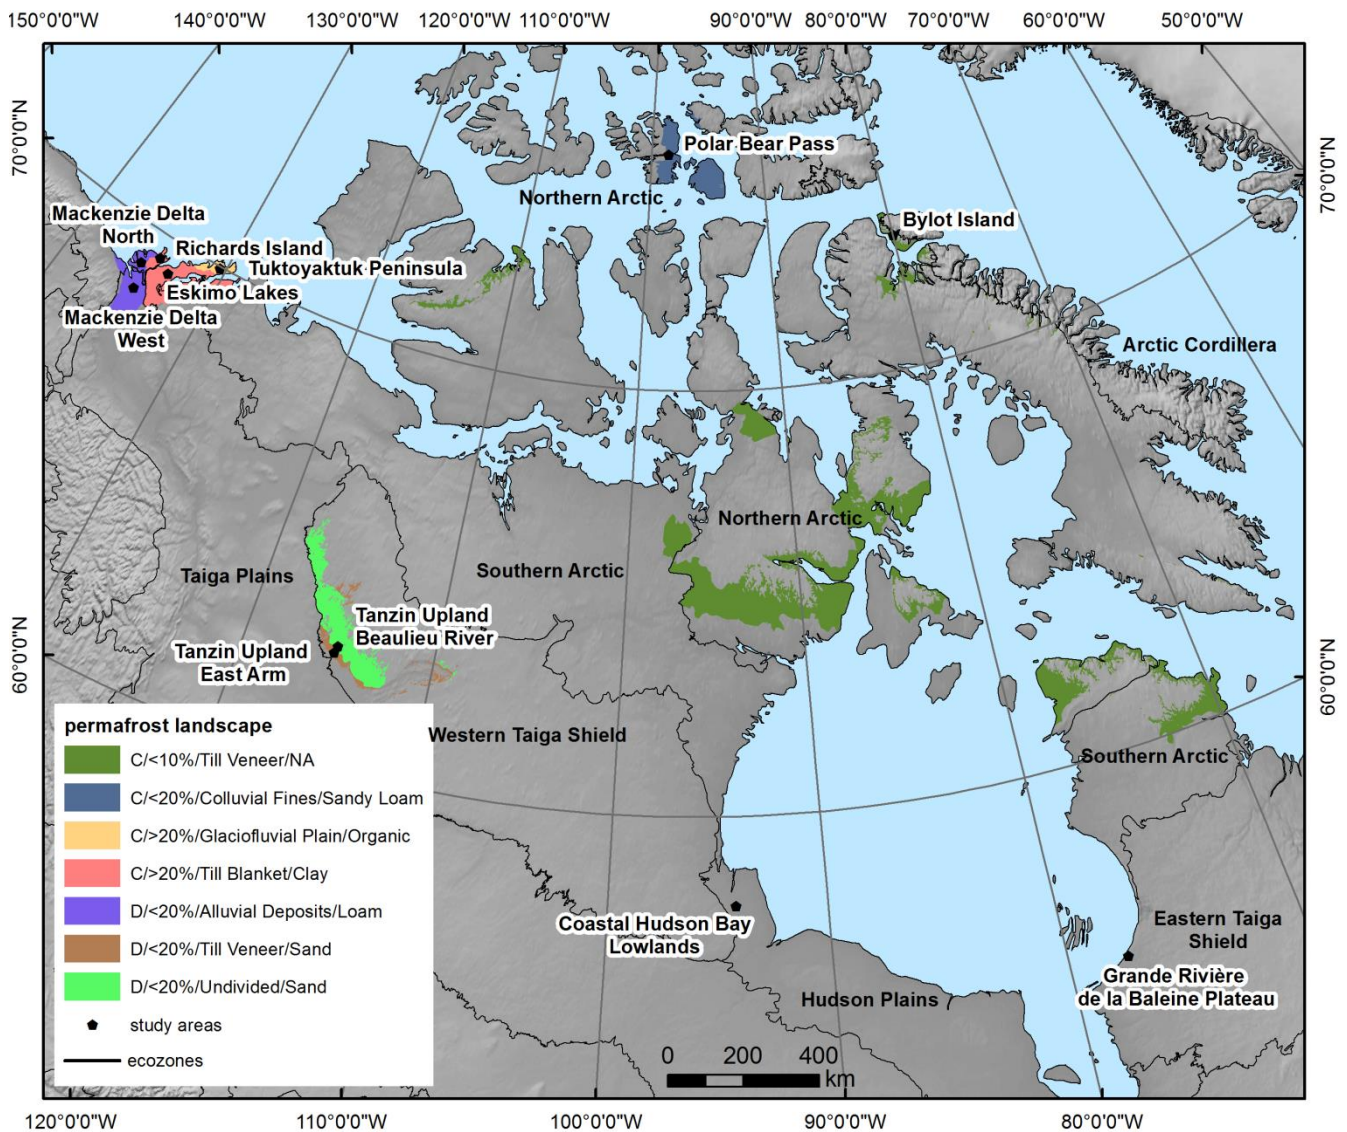 150°0'0"W 140°0'0"W 130°0'0"W 120°0'0"W 110°0'0"W 90°0'0"W 80°0'0"W 70°0'0"W 60°0'0"W 50°0'0"W
70°0'0"N
70°0'0"N
Polar Bear Pass
Northern Arctic
Mackenzie Delta
North
Bylot Island
Richards Island
Tuktoyaktuk Peninsula
Eskimo Lakes
Mackenzie Delta
West
Arctic Cordillera
Northern Arctic
Taiga Plains
Southern Arctic
Tanzin Upland
Beaulieu River
Tanzin Upland
East Arm
60°0'0"N
60°0'0"N
Western Taiga Shield
Southern Arctic
permafrost landscape
C/<10%/Till Veneer/NA
C/<20%/Colluvial Fines/Sandy Loam
C/>20%/Glaciofluvial Plain/Organic
C/>20%/Till Blanket/Clay
D/<20%/Alluvial Deposits/Loam
D/<20%/Till Veneer/Sand
D/<20%/Undivided/Sand
study areas
ecozones
Coastal Hudson Bay
Lowlands
Eastern Taiga
Shield
Grande Rivière
de la Baleine Plateau
Hudson Plains
0 200 400
km
120°0'0"W 110°0'0"W 100°0'0"W 90°0'0"W 80°0'0"W